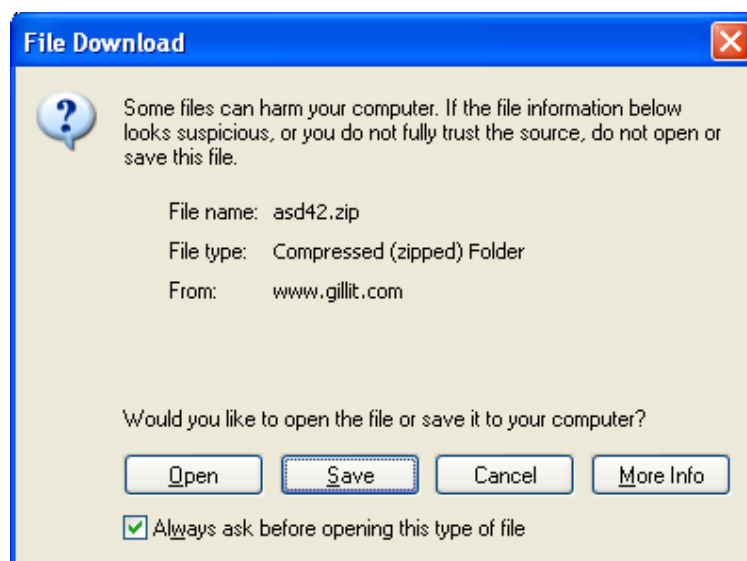 File Download
Some files can harm your computer. If the file information below
looks suspicious, or you do not fully trust the source, do not open or
save this file.
File name: asd42.zip
File type: Compressed (zipped) Folder
From: www.gillit.com
Would you like to open the file or save it to your computer?
Open Save Cancel More Info
Always ask before opening this type of file